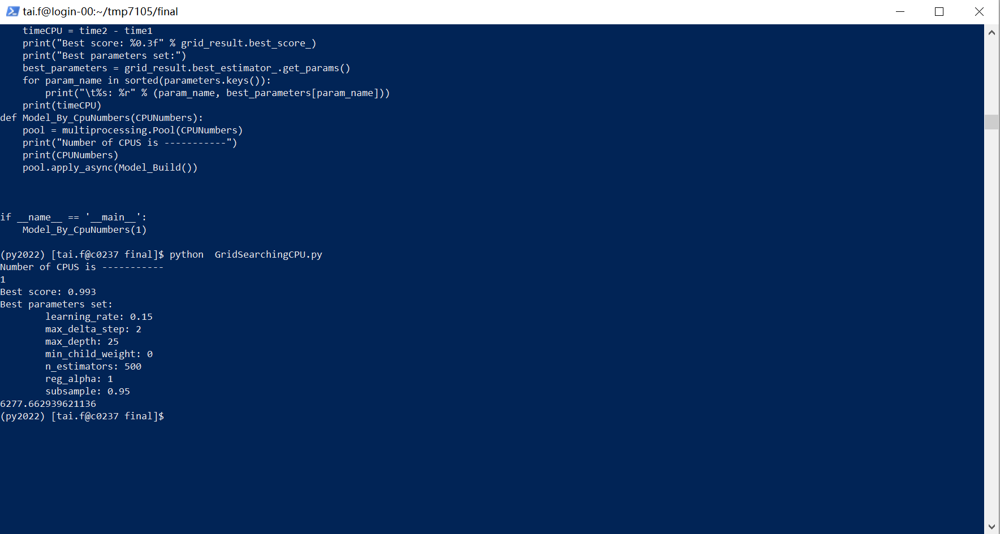 tai.f@login-00:~/tmp7105/final
    timeCPU = time2 - time1
    print("Best score: %0.3f" % grid_result.best_score_)
    print("Best parameters set:")
    best_parameters = grid_result.best_estimator_.get_params()
    for param_name in sorted(parameters.keys()):
        print("\t%s: %r" % (param_name, best_parameters[param_name]))
    print(timeCPU)
def Model_By_CpuNumbers(CPUNumbers):
    pool = multiprocessing.Pool(CPUNumbers)
    print("Number of CPUS is -----------")
    print(CPUNumbers)
    pool.apply_async(Model_Build())
if __name__ == '__main__':
    Model_By_CpuNumbers(1)
(py2022) [tai.f@c0237 final]$ python  GridSearchingCPU.py
Number of CPUS is -----------
1
Best score: 0.993
Best parameters set:
        learning_rate: 0.15
        max_delta_step: 2
        max_depth: 25
        min_child_weight: 0
        n_estimators: 500
        reg_alpha: 1
        subsample: 0.95
6277.662939621136
(py2022) [tai.f@c0237 final]$